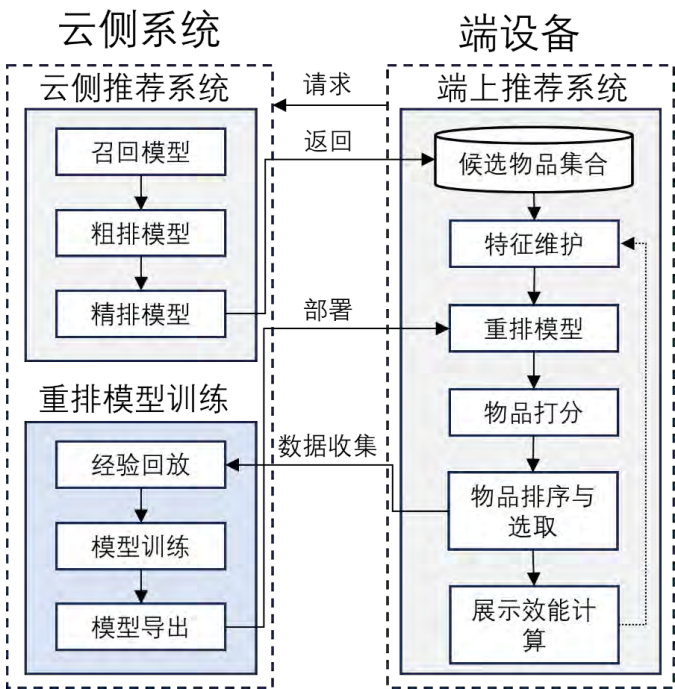 云侧系统
端设备
云侧推荐系统
请求
端上推荐系统
召回模型
返回
候选物品集合
粗排模型
特征维护
精排模型
部署
重排模型
重排模型训练
物品打分
经验回放
数据收集
物品排序与
选取
模型训练
模型导出
展示效能计
算